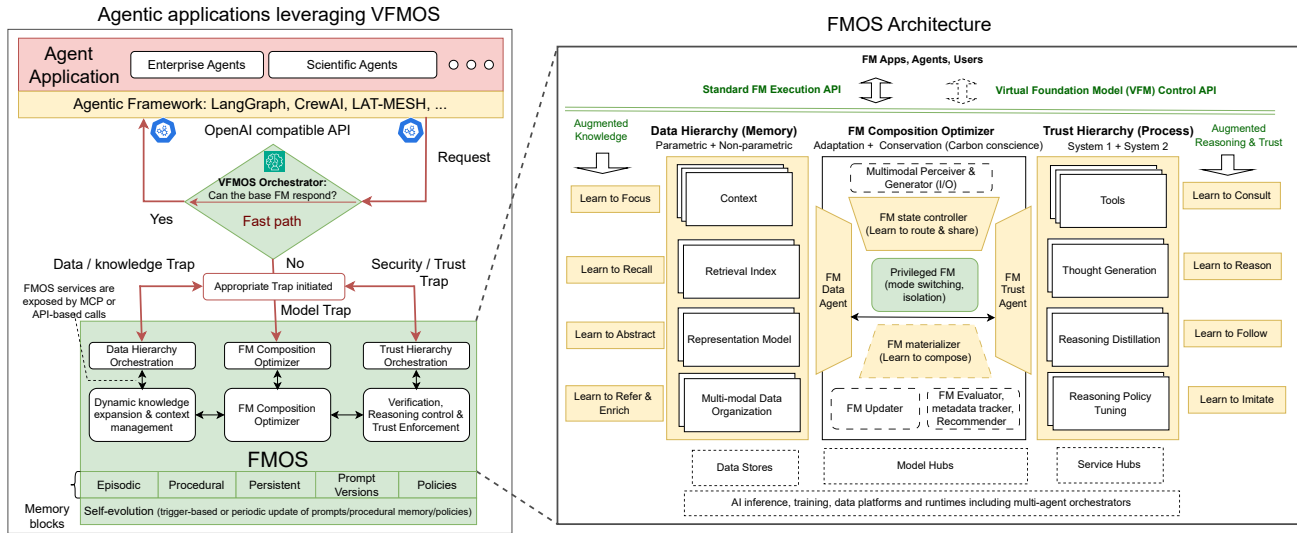 Agentic applications leveraging VFMOS
Agent
Application
Enterprise Agents
Scientific Agents
Agentic Framework: LangGraph, CrewAI, LAT-MESH, ...
OpenAI compatible API
Request
VFMOS Orchestrator:
Can the base FM respond?
Fast path
Yes
No
Data / knowledge Trap
Security / Trust
Trap
Appropriate Trap initiated
Model Trap
FMOS services are
exposed by MCP or
API-based calls
Data Hierarchy
Orchestration
FM Composition
Optimizer
Trust Hierarchy
Orchestration
Dynamic knowledge
expansion & context
management
FM Composition
Optimizer
Verification,
Reasoning control &
Trust Enforcement
FMOS
Episodic
Procedural
Persistent
Prompt
Versions
Policies
Memory
blocks
Self-evolution (trigger-based or periodic update of prompts/procedural memory/policies)
FMOS Architecture
FM Apps, Agents, Users
Standard FM Execution API
Virtual Foundation Model (VFM) Control API
Augmented
Knowledge
Data Hierarchy (Memory)
Parametric + Non-parametric
FM Composition Optimizer
Adaptation + Conservation (Carbon conscience)
Trust Hierarchy (Process)
System 1 + System 2
Augmented
Reasoning & Trust
Learn to Focus
Learn to Recall
Learn to Abstract
Learn to Refer &
Enrich
Context
Retrieval Index
Representation Model
Multi-modal Data
Organization
Multimodal Perceiver &
Generator (I/O)
FM state controller
(Learn to route & share)
FM
Data
Agent
Privileged FM
(mode switching,
isolation)
FM
Trust
Agent
FM materializer
(Learn to compose)
FM Updater
FM Evaluator,
metadata tracker,
Recommender
Tools
Thought Generation
Reasoning Distillation
Reasoning Policy
Tuning
Learn to Consult
Learn to Reason
Learn to Follow
Learn to Imitate
Data Stores
Model Hubs
Service Hubs
AI inference, training, data platforms and runtimes including multi-agent orchestrators